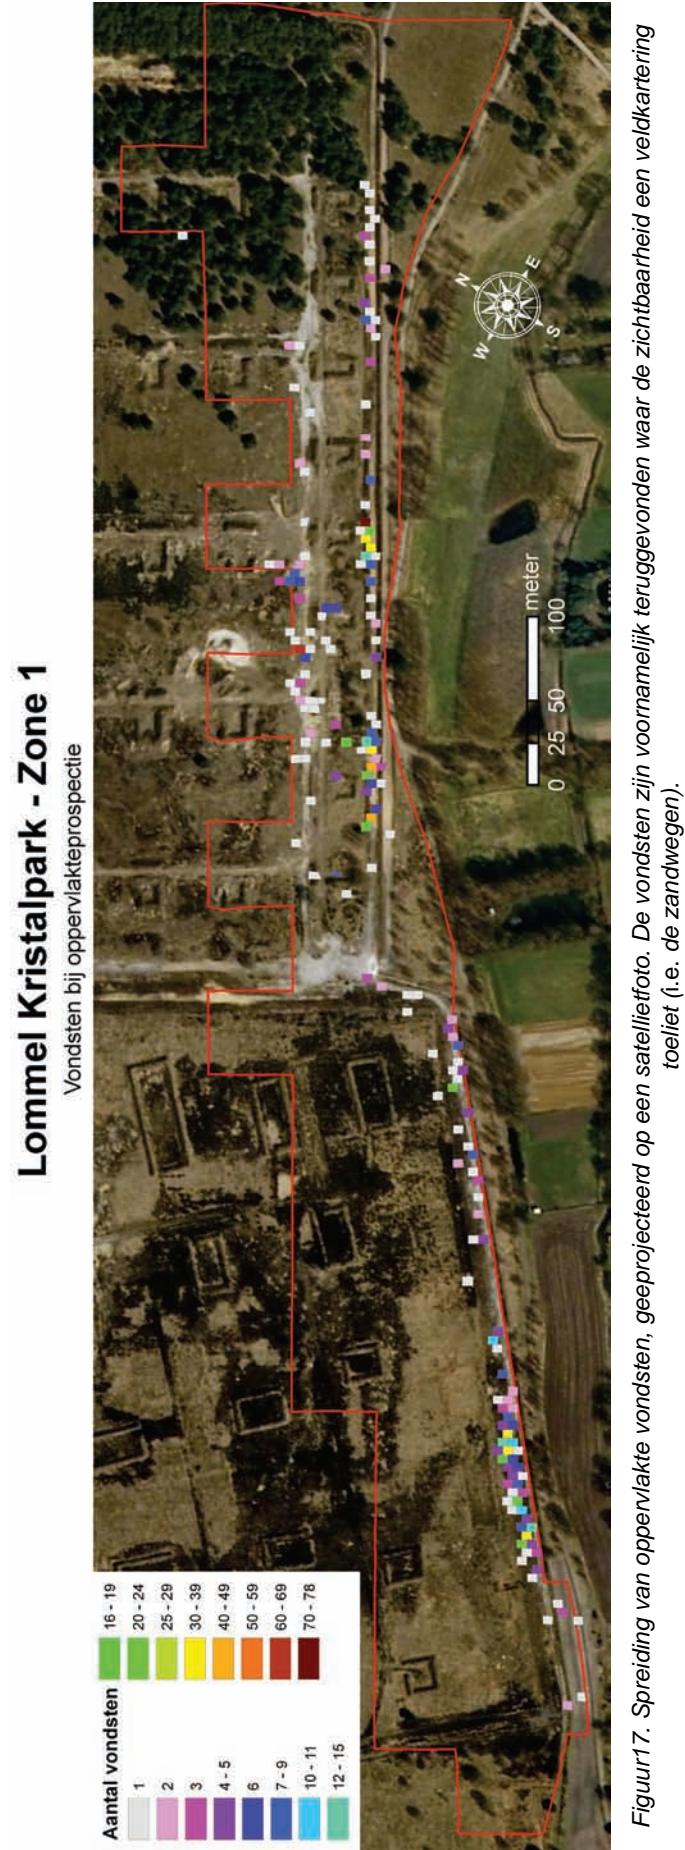 Lommel Kristalpark - Zone 1
Vondsten bij oppervlakteprospectie
Aantal vondsten
1
2
3
4 - 5
6
7 - 9
10 - 11
12 - 15
16 - 19
20 - 24
25 - 29
30 - 39
40 - 49
50 - 59
60 - 69
70 - 78
0 25 50 100
meter
N
E
S
W
Figuur17. Spreiding van oppervlakte vondsten, geeprojecteerd op een satellietfoto. De vondsten zijn voornamelijk teruggevonden waar de zichtbaarheid een veldkartering
toeliet (i.e. de zandwegen).